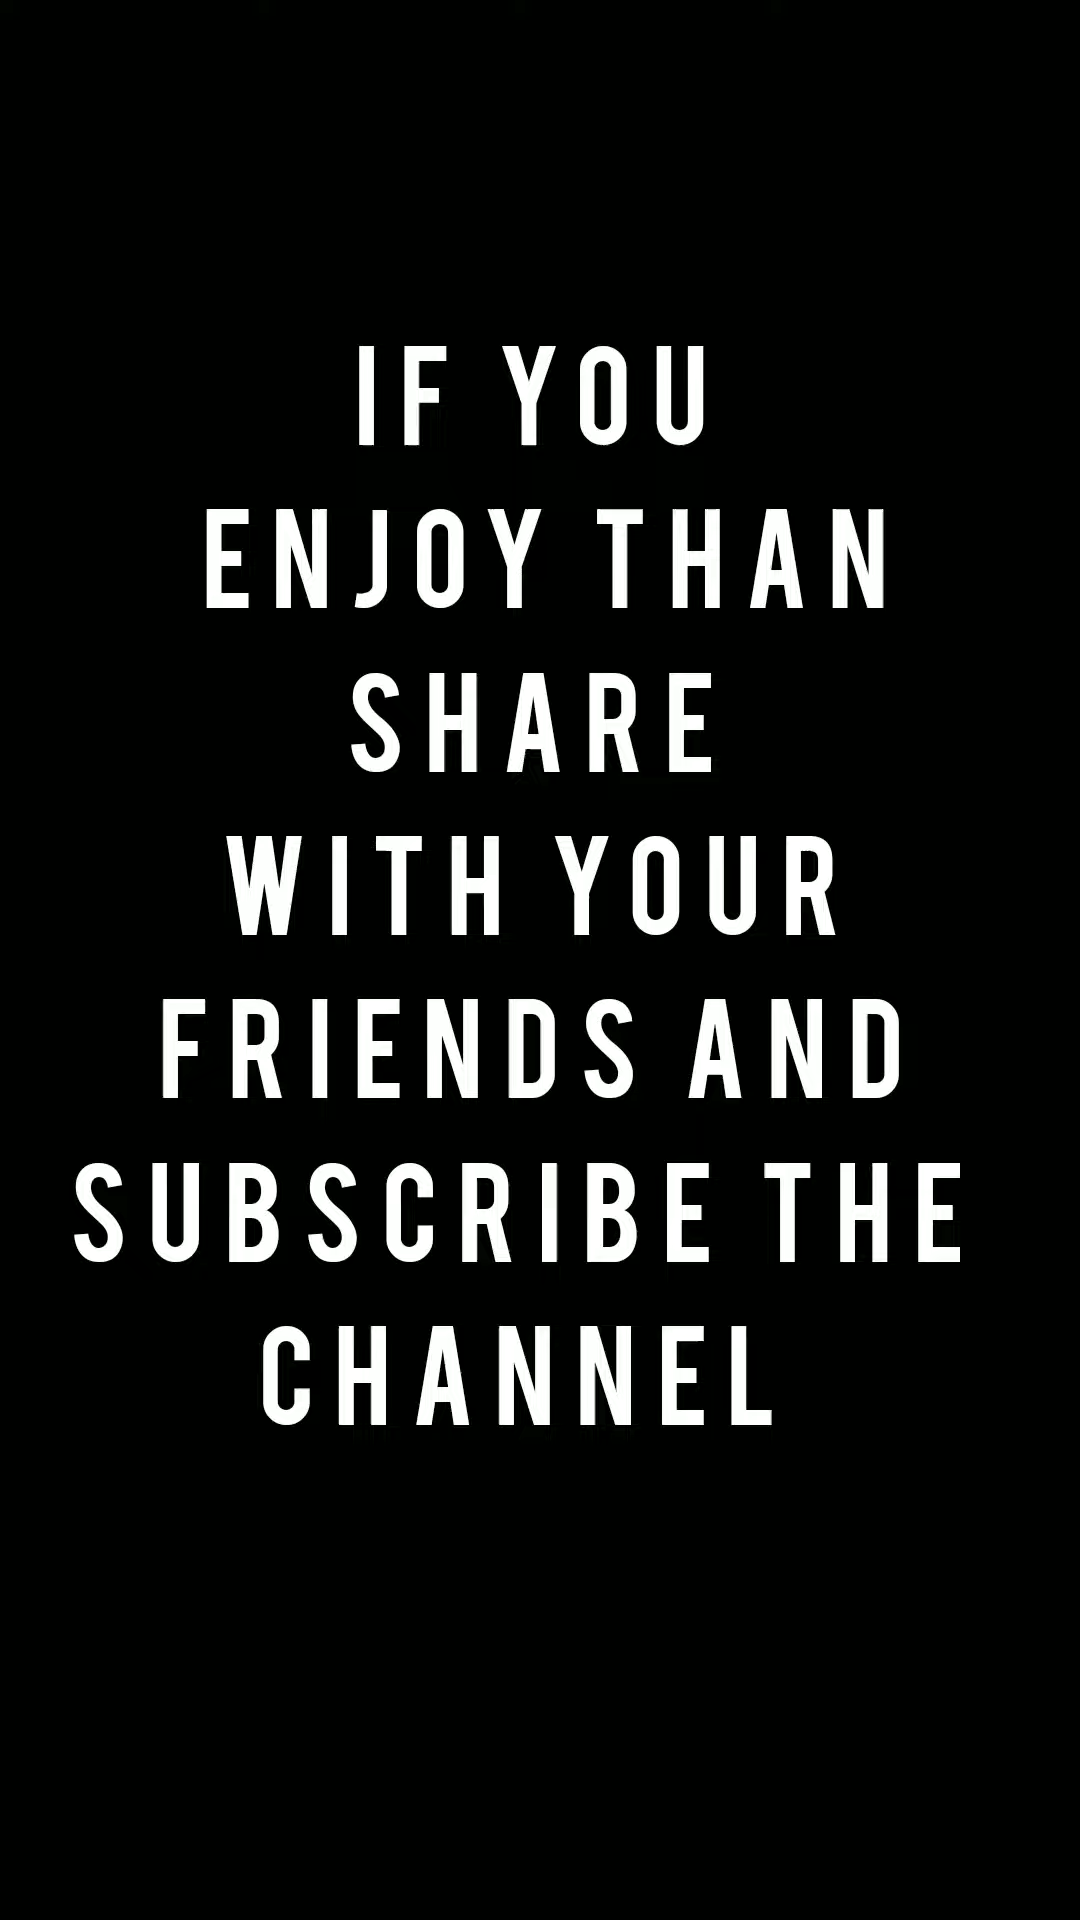 IF YOU
ENJOY THAN
SHARE
WITH YOUR
FRIENDS AND
SUBSCRIBE THE
CHANNEL